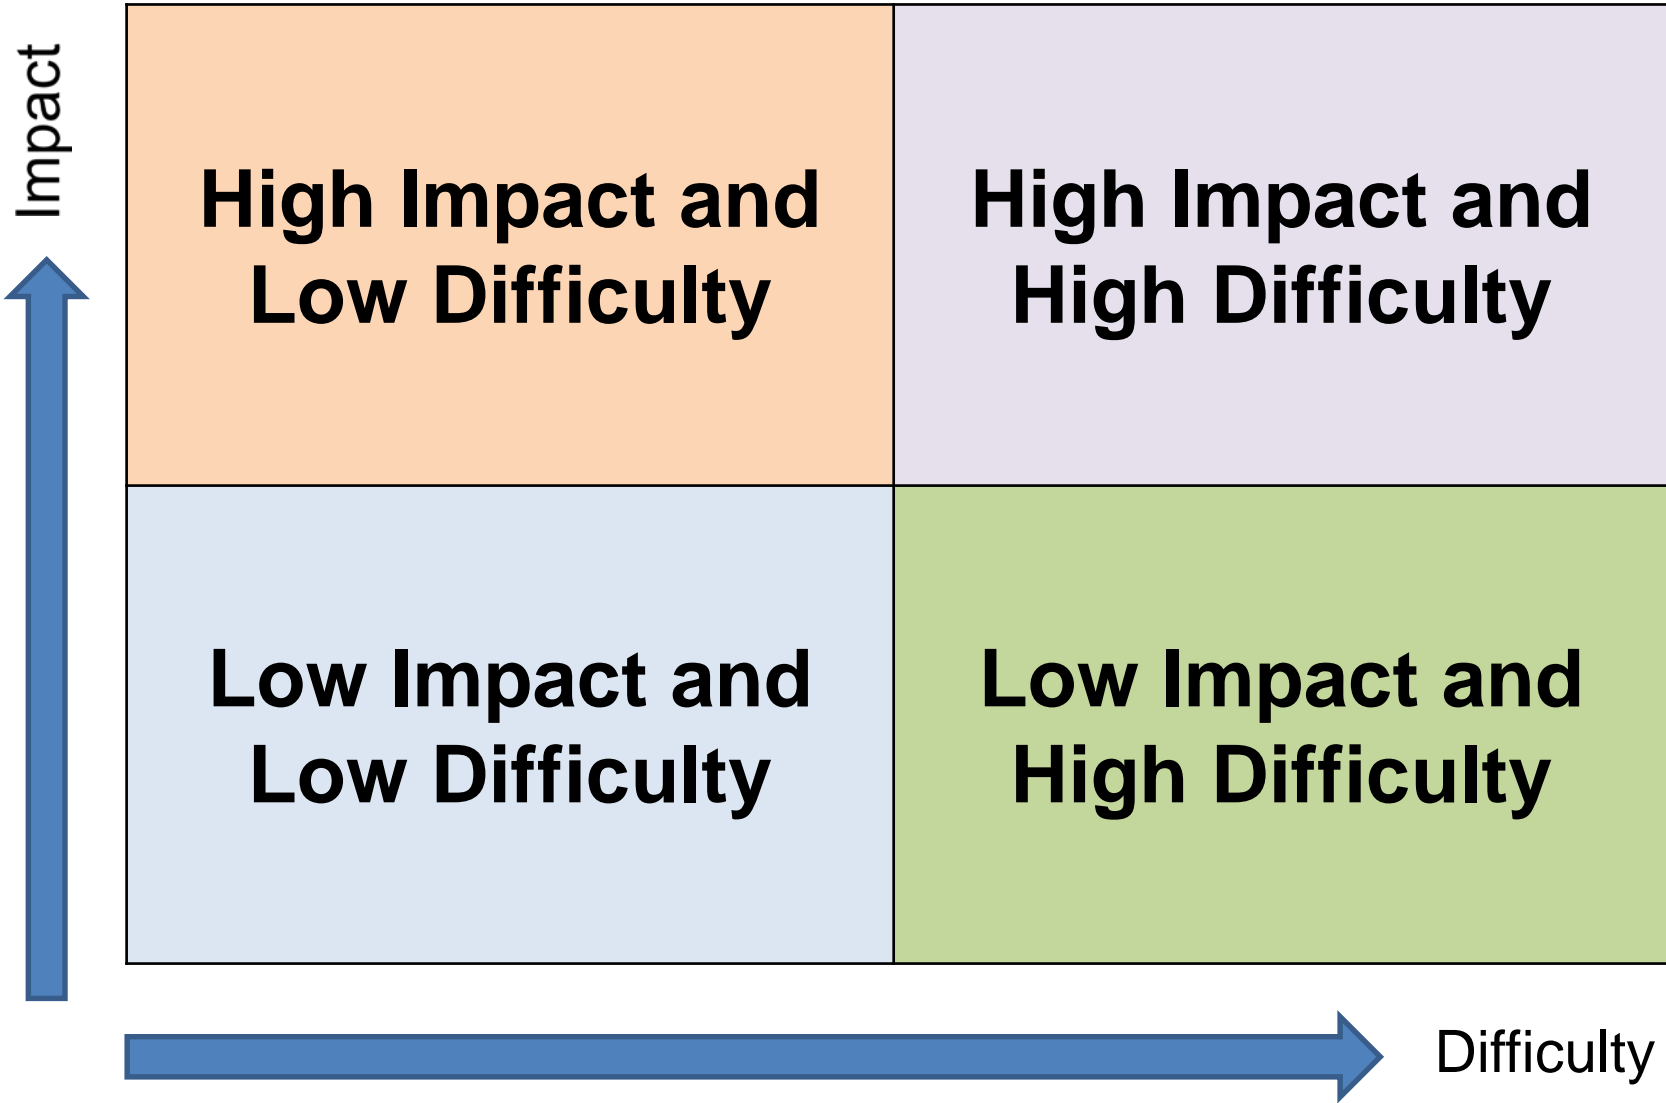 Impact
High Impact and
Low Difficulty
High Impact and
High Difficulty
Low Impact and
Low Difficulty
Low Impact and
High Difficulty
Difficulty